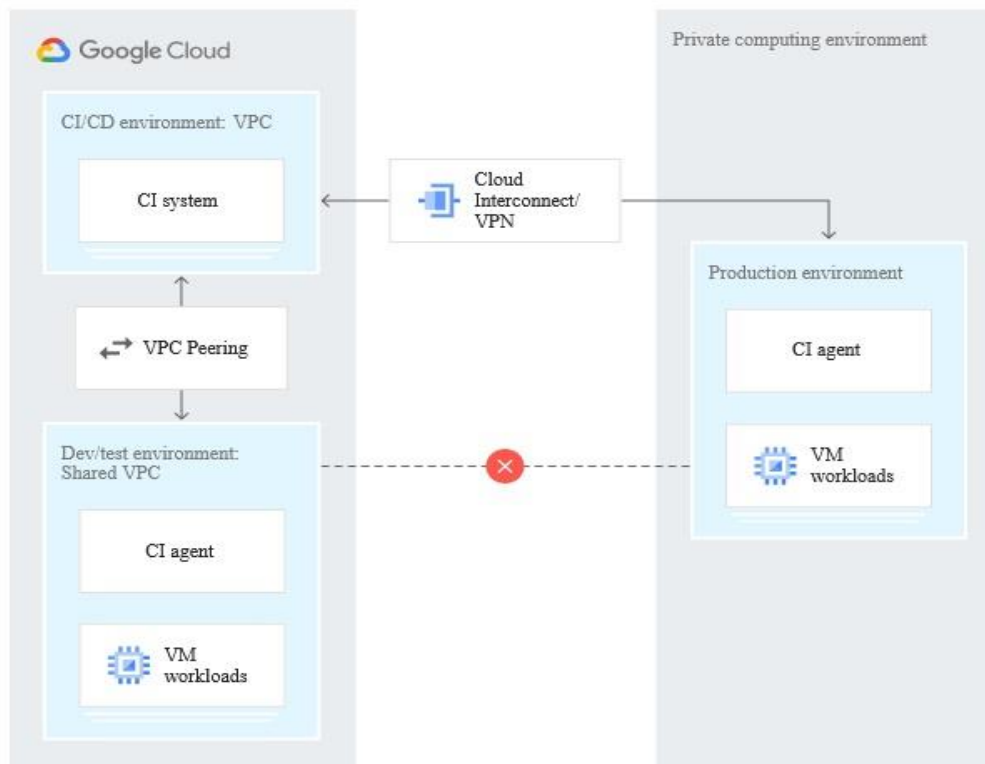 Google Cloud
CI/CD environment: VPC
CI system
VPC Peering
Dev/test environment:
Shared VPC
CI agent
VM
workloads
Cloud
Interconnect/
VPN
Private computing environment
Production environment
CI agent
VM
workloads